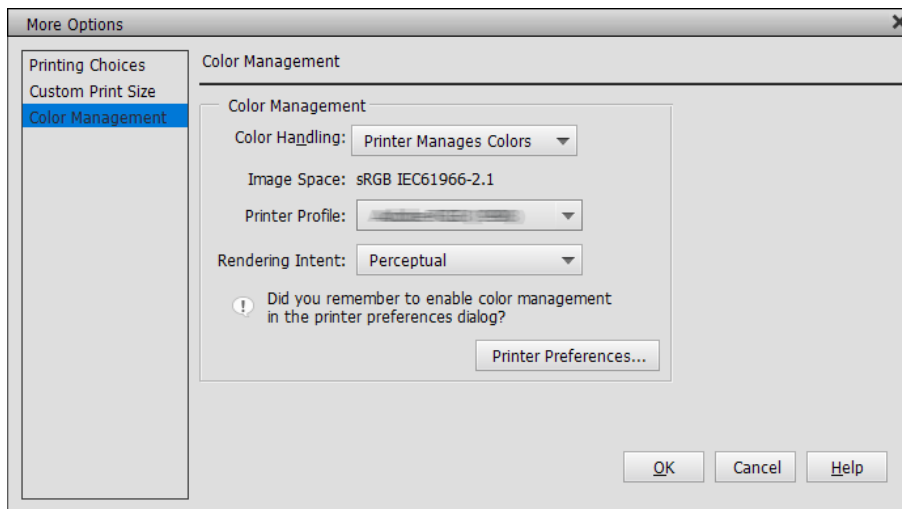 More Options
Printing Choices
Custom Print Size
Color Management
Color Management
Color Management
Color Handling: Printer Manages Colors
Image Space: sRGB IEC61966-2.1
Printer Profile:
Rendering Intent: Perceptual
Did you remember to enable color management
in the printer preferences dialog?
Printer Preferences...
OK Cancel Help